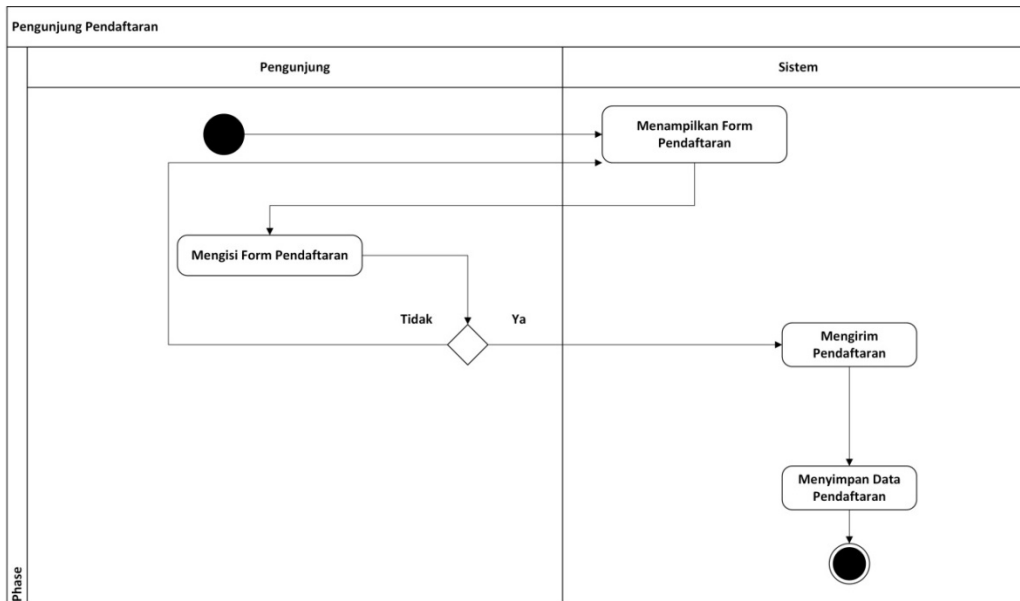 Pengunjung Pendaftaran
Pengunjung
Sistem
Menampilkan Form
Pendaftaran
Mengisi Form Pendaftaran
Tidak
Ya
Mengirim
Pendaftaran
Menyimpan Data
Pendaftaran
Phase